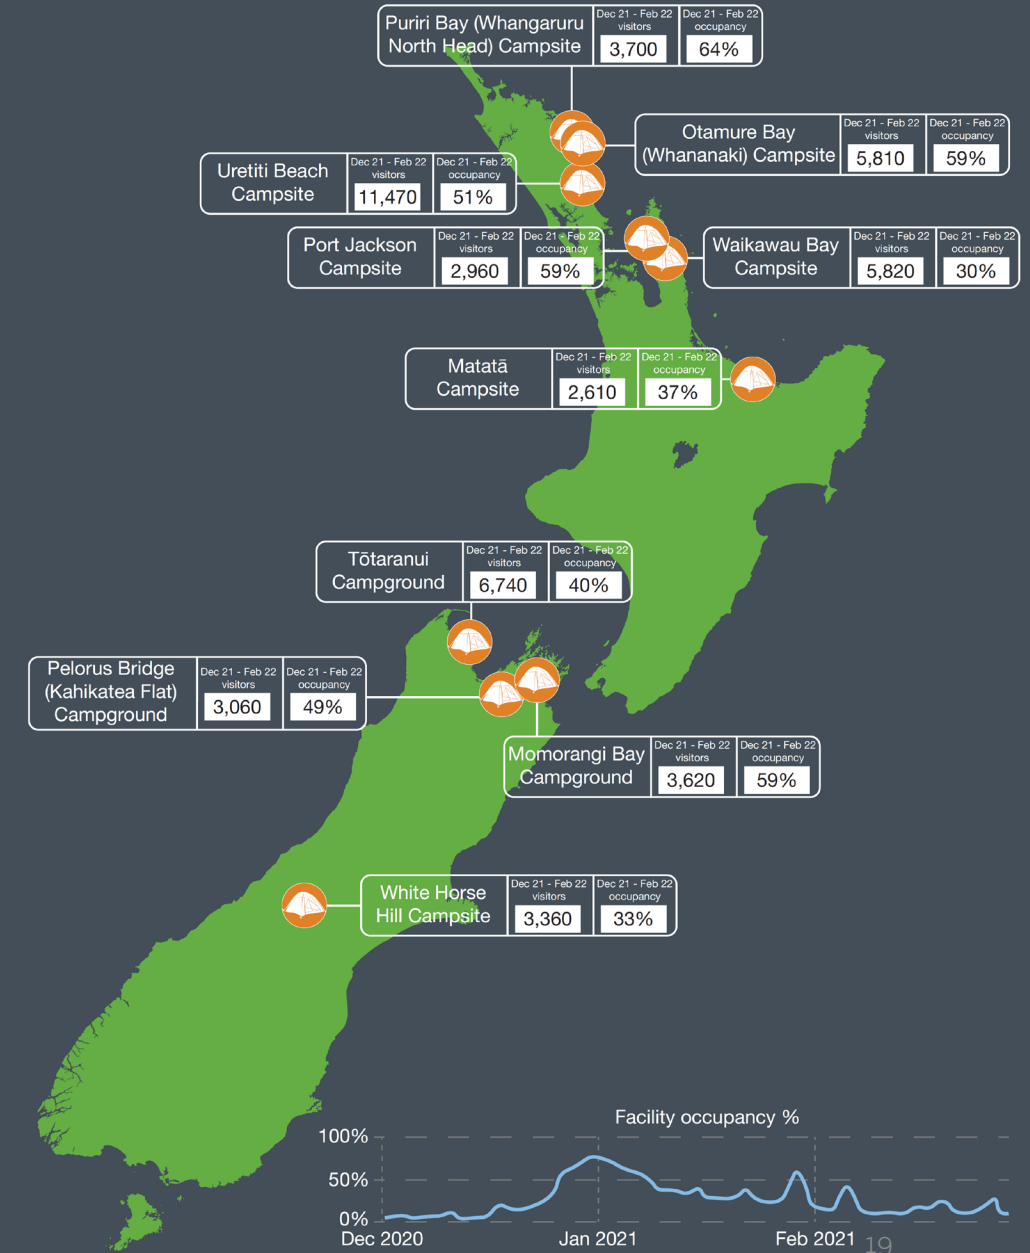 Puriri Bay (Whangaruru
North Head) Campsite
Dec 21 - Feb 22
visitors
3,700
Dec 21 - Feb 22
occupancy
64%
Otamure Bay
(Whananaki) Campsite
Dec 21 - Feb 22
visitors
5,810
Dec 21 - Feb 22
occupancy
59%
Uretiti Beach
Campsite
Dec 21 - Feb 22
visitors
11,470
Dec 21 - Feb 22
occupancy
51%
Port Jackson
Campsite
Dec 21 - Feb 22
visitors
2,960
Dec 21 - Feb 22
occupancy
59%
Waikawau Bay
Campsite
Dec 21 - Feb 22
visitors
5,820
Dec 21 - Feb 22
occupancy
30%
Matatā
Campsite
Dec 21 - Feb 22
visitors
2,610
Dec 21 - Feb 22
occupancy
37%
Tōtaranui
Campground
Dec 21 - Feb 22
visitors
6,740
Dec 21 - Feb 22
occupancy
40%
Pelorus Bridge
(Kahikatea Flat)
Campground
Dec 21 - Feb 22
visitors
3,060
Dec 21 - Feb 22
occupancy
49%
Momorangi Bay
Campground
Dec 21 - Feb 22
visitors
3,620
Dec 21 - Feb 22
occupancy
59%
White Horse
Hill Campsite
Dec 21 - Feb 22
visitors
3,360
Dec 21 - Feb 22
occupancy
33%
Facility occupancy %
100%
50%
0%
Dec 2020
Jan 2021
Feb 2021
19